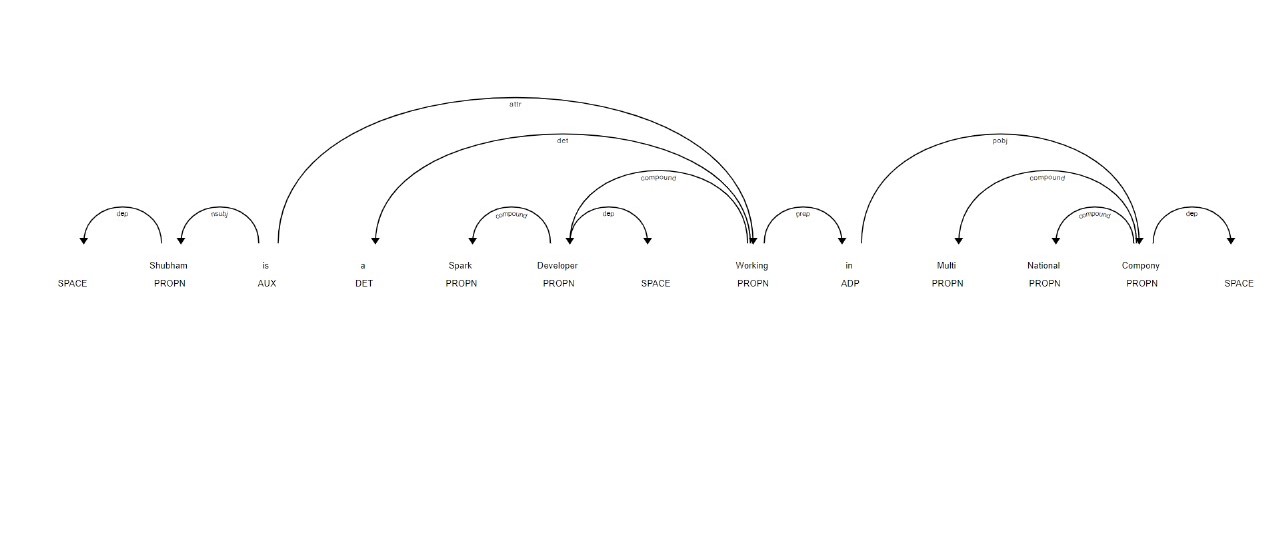 attr
det
pobj
compound
compound
dep
nsubj
compound
dep
prep
compound
dep
Shubham is a Spark Developer Working in Multi National Compony
SPACE PROPN AUX DET PROPN PROPN SPACE PROPN ADP PROPN PROPN PROPN SPACE